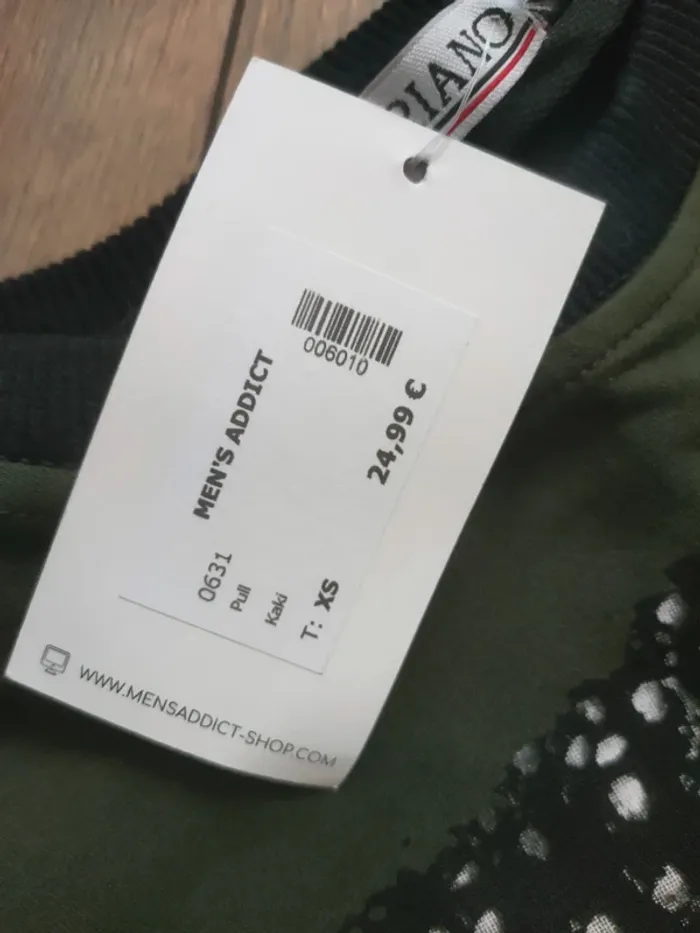 PIANO
006010
MEN'S ADDICT
24,99 €
0631
Pull
Kaki
T: XS
WWW.MENSADDICT-SHOP.COM